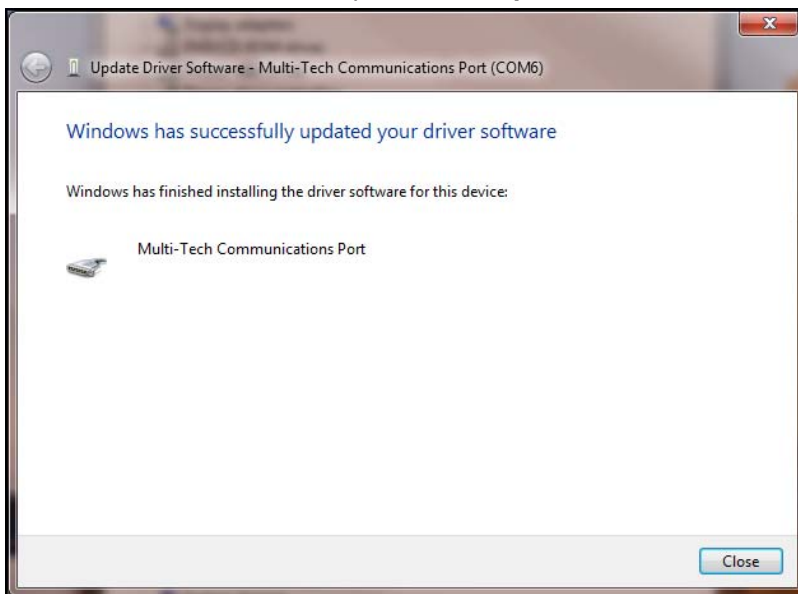 Update Driver Software - Multi-Tech Communications Port (COM6)
Windows has successfully updated your driver software
Windows has finished installing the driver software for this device:
Multi-Tech Communications Port
Close